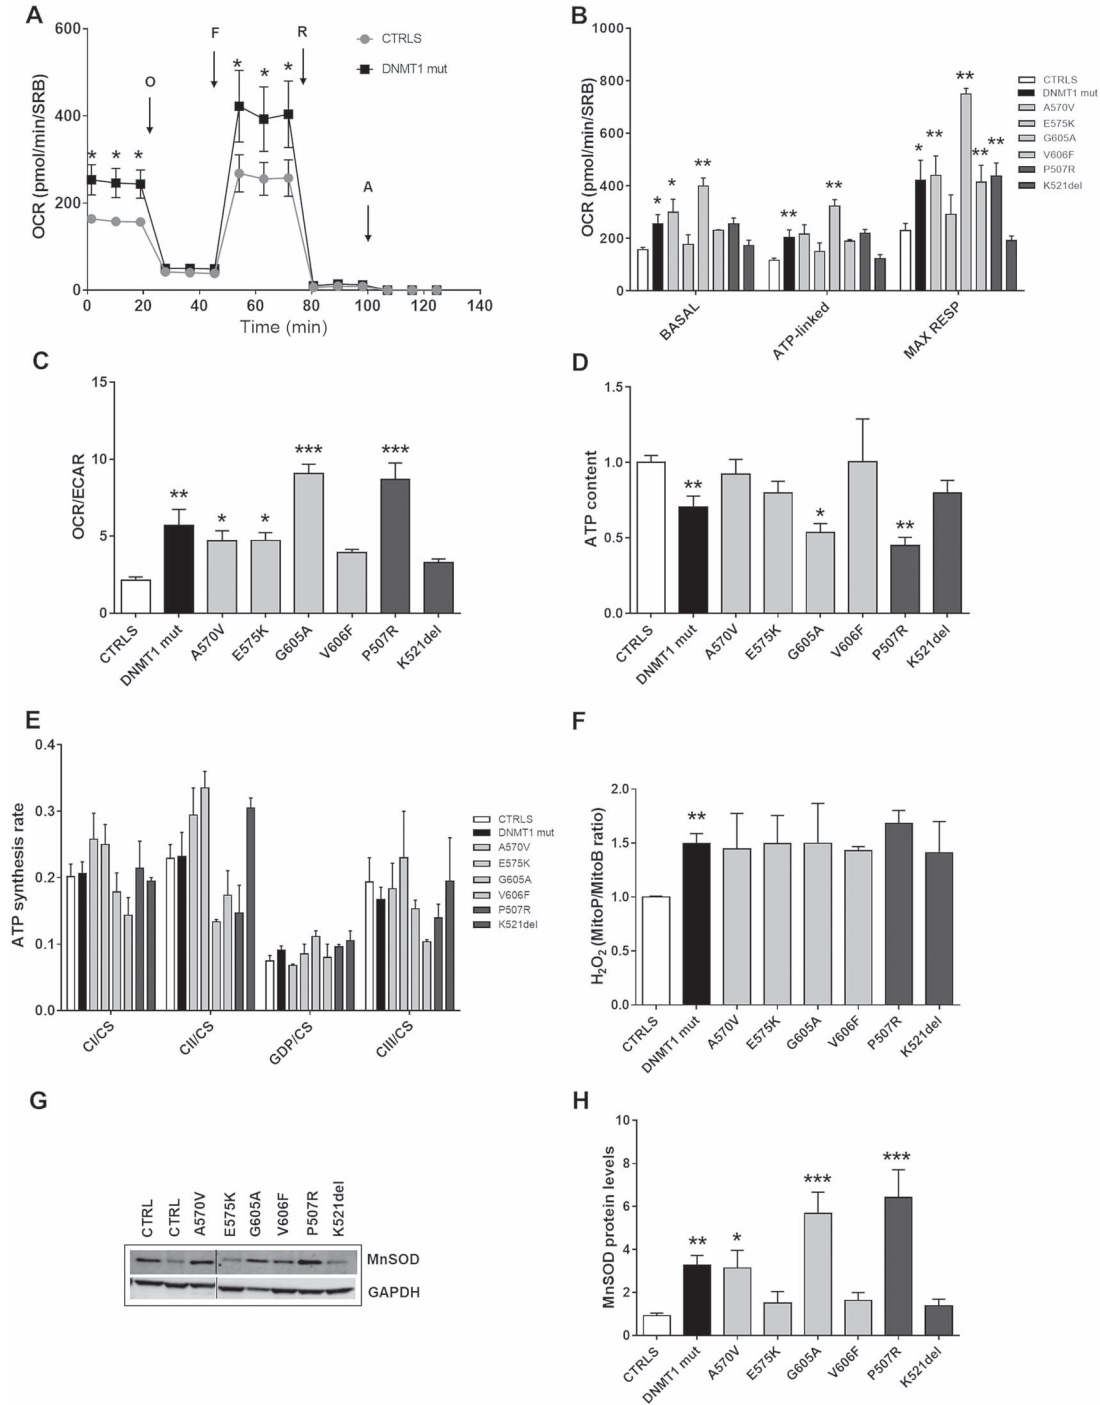 A
600
400
200
0
OCR (pmol/min/SRB)
O
F
R
A
CTRLS
DNMT1 mut
* * *
* * *
0 20 40 60 80 100 120 140
Time (min)
B
1000
800
600
400
200
0
OCR (pmol/min/SRB)
* * **
** **
* ** ** ** **
CTRLS
DNMT1 mut
A570V
E575K
G605A
V606F
P507R
K521del
BASAL
ATP-linked
MAX RESP
C
15
10
5
0
OCR/ECAR
** * * *** ***
CTRLS
DNMT1 mut
A570V
E575K
G605A
V606F
P507R
K521del
D
1.5
1.0
0.5
0.0
ATP content
** * **
CTRLS
DNMT1 mut
A570V
E575K
G605A
V606F
P507R
K521del
E
0.4
0.3
0.2
0.1
0.0
ATP synthesis rate
CTRLS
DNMT1 mut
A570V
E575K
G605A
V606F
P507R
K521del
CI/CS
CII/CS
GDP/CS
CIII/CS
F
2.0
1.5
1.0
0.5
0.0
H₂O₂ (MitoP/MitoB ratio)
**
CTRLS
DNMT1 mut
A570V
E575K
G605A
V606F
P507R
K521del
G
CTRL
CTRL
A570V
E575K
G605A
V606F
P507R
K521del
MnSOD
GAPDH
H
10
8
6
4
2
0
MnSOD protein levels
** * *** ***
CTRLS
DNMT1 mut
A570V
E575K
G605A
V606F
P507R
K521del